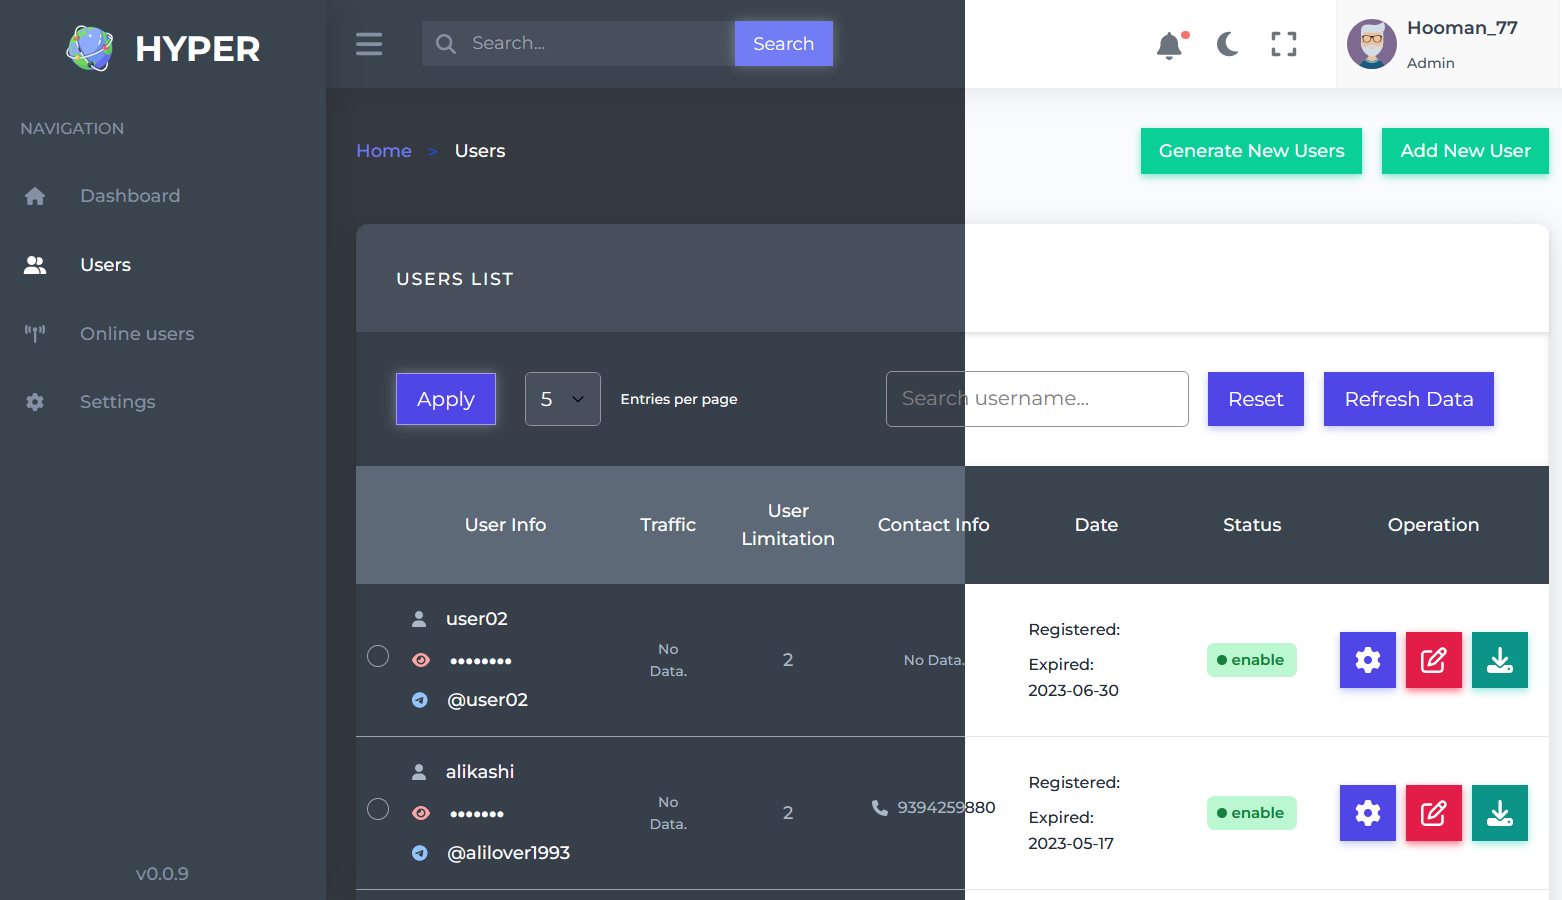 HYPER
NAVIGATION
Dashboard
Users
Online users
Settings
v0.0.9
Search...
Search
Hooman_77
Admin
Home > Users
Generate New Users
Add New User
USERS LIST
Apply
5
Entries per page
Search username...
Reset
Refresh Data
User Info
Traffic
User
Limitation
Contact Info
Date
Status
Operation
user02
••••••••
@user02
No
Data.
2
No Data.
Registered:
Expired:
2023-06-30
enable
alikashi
•••••••
@alilover1993
No
Data.
2
9394259880
Registered:
Expired:
2023-05-17
enable